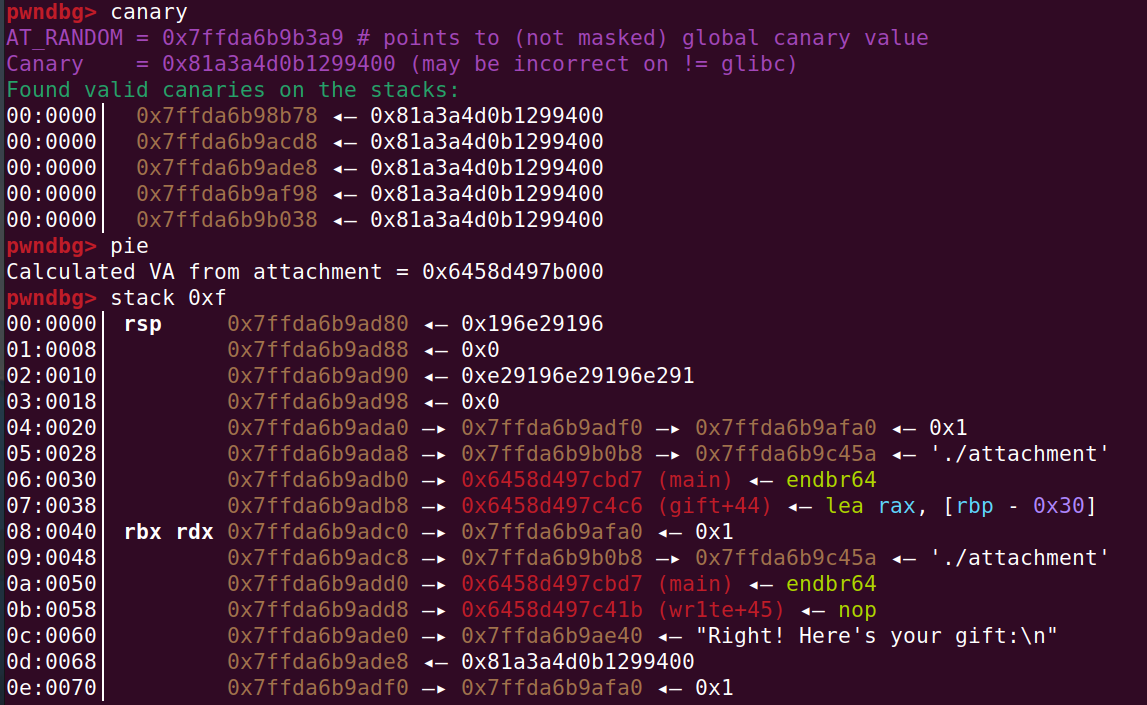 pwndbg> canary
AT_RANDOM = 0x7ffda6b9b3a9 # points to (not masked) global canary value
Canary    = 0x81a3a4d0b1299400 (may be incorrect on != glibc)
Found valid canaries on the stacks:
00:0000│  0x7ffda6b98b78 ◂— 0x81a3a4d0b1299400
00:0000│  0x7ffda6b9acd8 ◂— 0x81a3a4d0b1299400
00:0000│  0x7ffda6b9ade8 ◂— 0x81a3a4d0b1299400
00:0000│  0x7ffda6b9af98 ◂— 0x81a3a4d0b1299400
00:0000│  0x7ffda6b9b038 ◂— 0x81a3a4d0b1299400
pwndbg> pie
Calculated VA from attachment = 0x6458d497b000
pwndbg> stack 0xf
00:0000│ rsp     0x7ffda6b9ad80 ◂— 0x196e29196
01:0008│         0x7ffda6b9ad88 ◂— 0x0
02:0010│         0x7ffda6b9ad90 ◂— 0xe29196e29196e291
03:0018│         0x7ffda6b9ad98 ◂— 0x0
04:0020│         0x7ffda6b9ada0 —▸ 0x7ffda6b9adf0 —▸ 0x7ffda6b9afa0 ◂— 0x1
05:0028│         0x7ffda6b9ada8 —▸ 0x7ffda6b9b0b8 —▸ 0x7ffda6b9c45a ◂— './attachment'
06:0030│         0x7ffda6b9adb0 —▸ 0x6458d497cbd7 (main) ◂— endbr64
07:0038│         0x7ffda6b9adb8 —▸ 0x6458d497c4c6 (gift+44) ◂— lea rax, [rbp - 0x30]
08:0040│ rbx rdx 0x7ffda6b9adc0 —▸ 0x7ffda6b9afa0 ◂— 0x1
09:0048│         0x7ffda6b9adc8 —▸ 0x7ffda6b9b0b8 —▸ 0x7ffda6b9c45a ◂— './attachment'
0a:0050│         0x7ffda6b9add0 —▸ 0x6458d497cbd7 (main) ◂— endbr64
0b:0058│         0x7ffda6b9add8 —▸ 0x6458d497c41b (wr1te+45) ◂— nop
0c:0060│         0x7ffda6b9ade0 —▸ 0x7ffda6b9ae40 ◂— "Right! Here's your gift:\n"
0d:0068│         0x7ffda6b9ade8 ◂— 0x81a3a4d0b1299400
0e:0070│         0x7ffda6b9adf0 —▸ 0x7ffda6b9afa0 ◂— 0x1